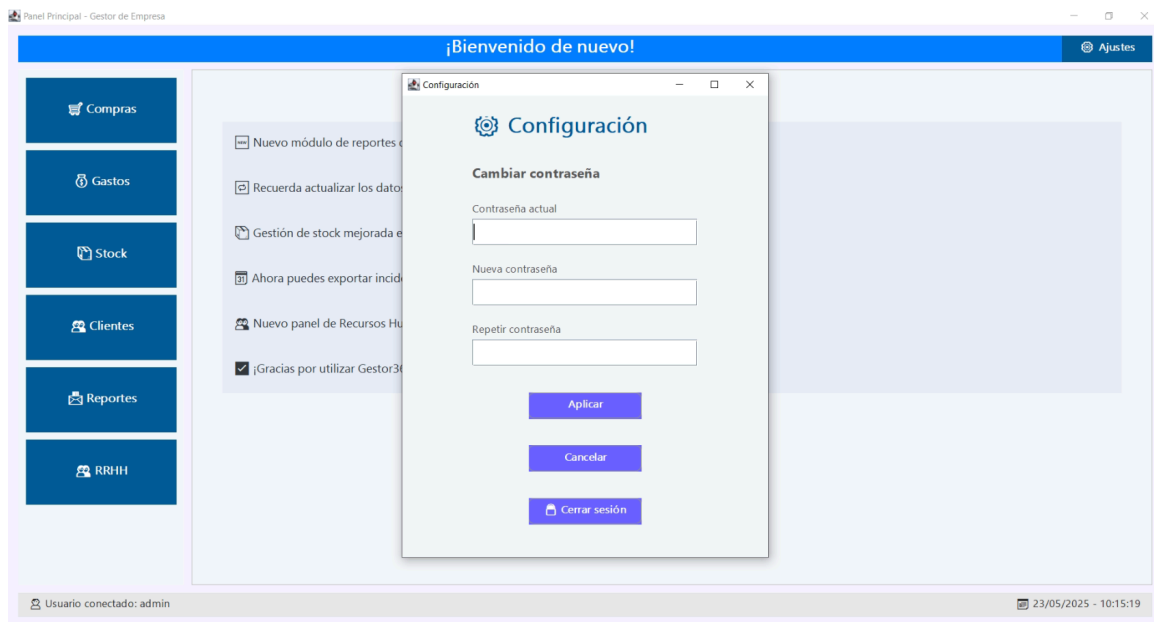 Panel Principal - Gestor de Empresa
¡Bienvenido de nuevo!
Ajustes
Compras
Gastos
Stock
Clientes
Reportes
RRHH
Nuevo módulo de reportes
Recuerda actualizar los datos
Gestión de stock mejorada
Ahora puedes exportar
Nuevo panel de Recursos
¡Gracias por utilizar
Configuración
Configuración
Cambiar contraseña
Contraseña actual
Nueva contraseña
Repetir contraseña
Aplicar
Cancelar
Cerrar sesión
Usuario conectado: admin
23/05/2025 - 10:15:19